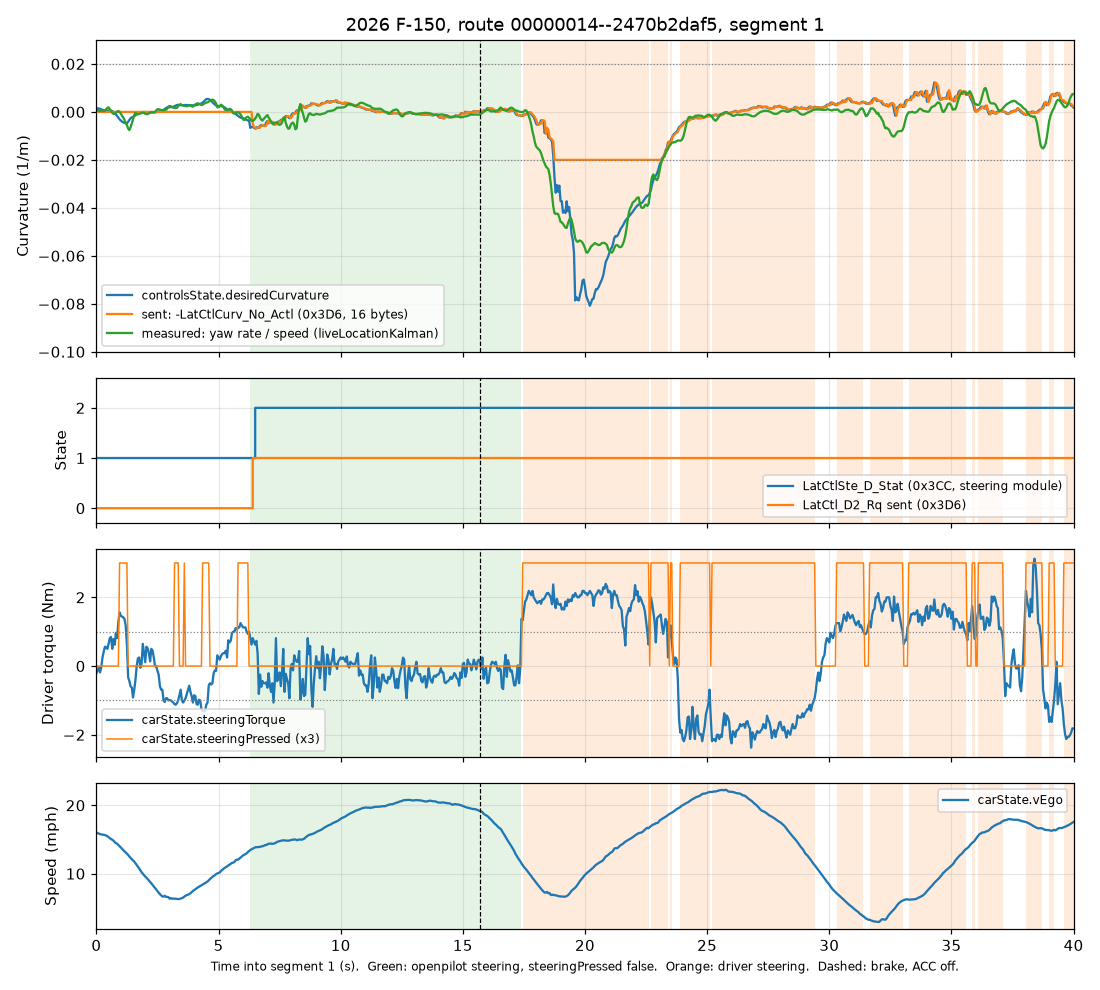 2026 F-150, route 00000014--2470b2daf5, segment 1
Curvature (1/m)
0.02
0.00
−0.02
−0.04
−0.06
−0.08
−0.10
controlsState.desiredCurvature
sent: -LatCtlCurv_No_Actl (0x3D6, 16 bytes)
measured: yaw rate / speed (liveLocationKalman)
State
2
1
0
LatCtlSte_D_Stat (0x3CC, steering module)
LatCtl_D2_Rq sent (0x3D6)
Driver torque (Nm)
2
0
−2
carState.steeringTorque
carState.steeringPressed (x3)
Speed (mph)
20
10
carState.vEgo
0 5 10 15 20 25 30 35 40
Time into segment 1 (s).  Green: openpilot steering, steeringPressed false.  Orange: driver steering.  Dashed: brake, ACC off.